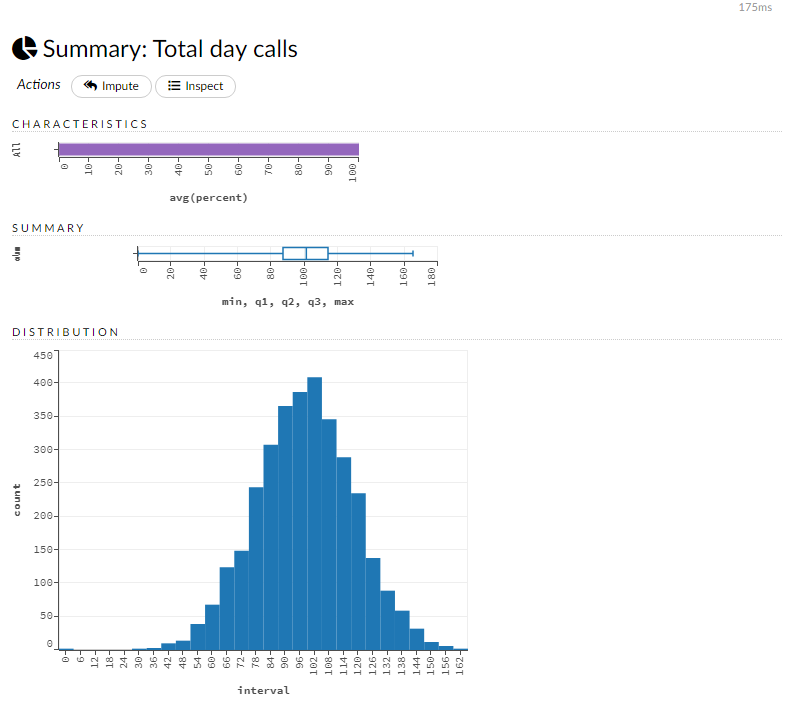 175ms
Summary: Total day calls
Actions Impute Inspect
CHARACTERISTICS
All
0 10 20 30 40 50 60 70 80 90 100
avg(percent)
SUMMARY
0 20 40 60 80 100 120 140 160 180
min, q1, q2, q3, max
DISTRIBUTION
450
400
350
300
250
200
150
100
50
0
count
0 6 12 18 24 30 36 42 48 54 60 66 72 78 84 90 96 102 108 114 120 126 132 138 144 150 156 162
interval